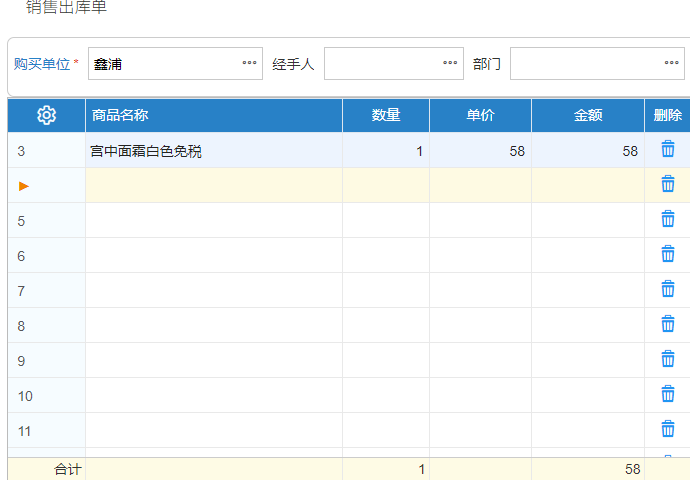 销售出库单
购买单位* 鑫浦 ••• 经手人 ••• 部门 •••
商品名称 数量 单价 金额 删除
3 宫中面霜白色免税 1 58 58
5
6
7
8
9
10
11
合计 1 58